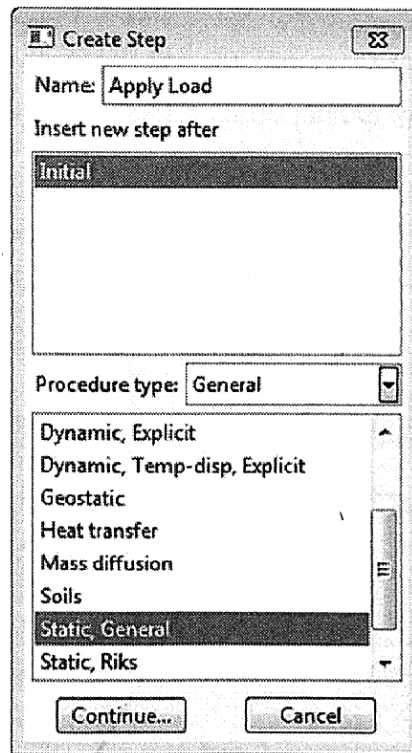 Create Step
Name: Apply Load
Insert new step after
Initial
Procedure type: General
Dynamic, Explicit
Dynamic, Temp-disp, Explicit
Geostatic
Heat transfer
Mass diffusion
Soils
Static, General
Static, Riks
Continue... Cancel